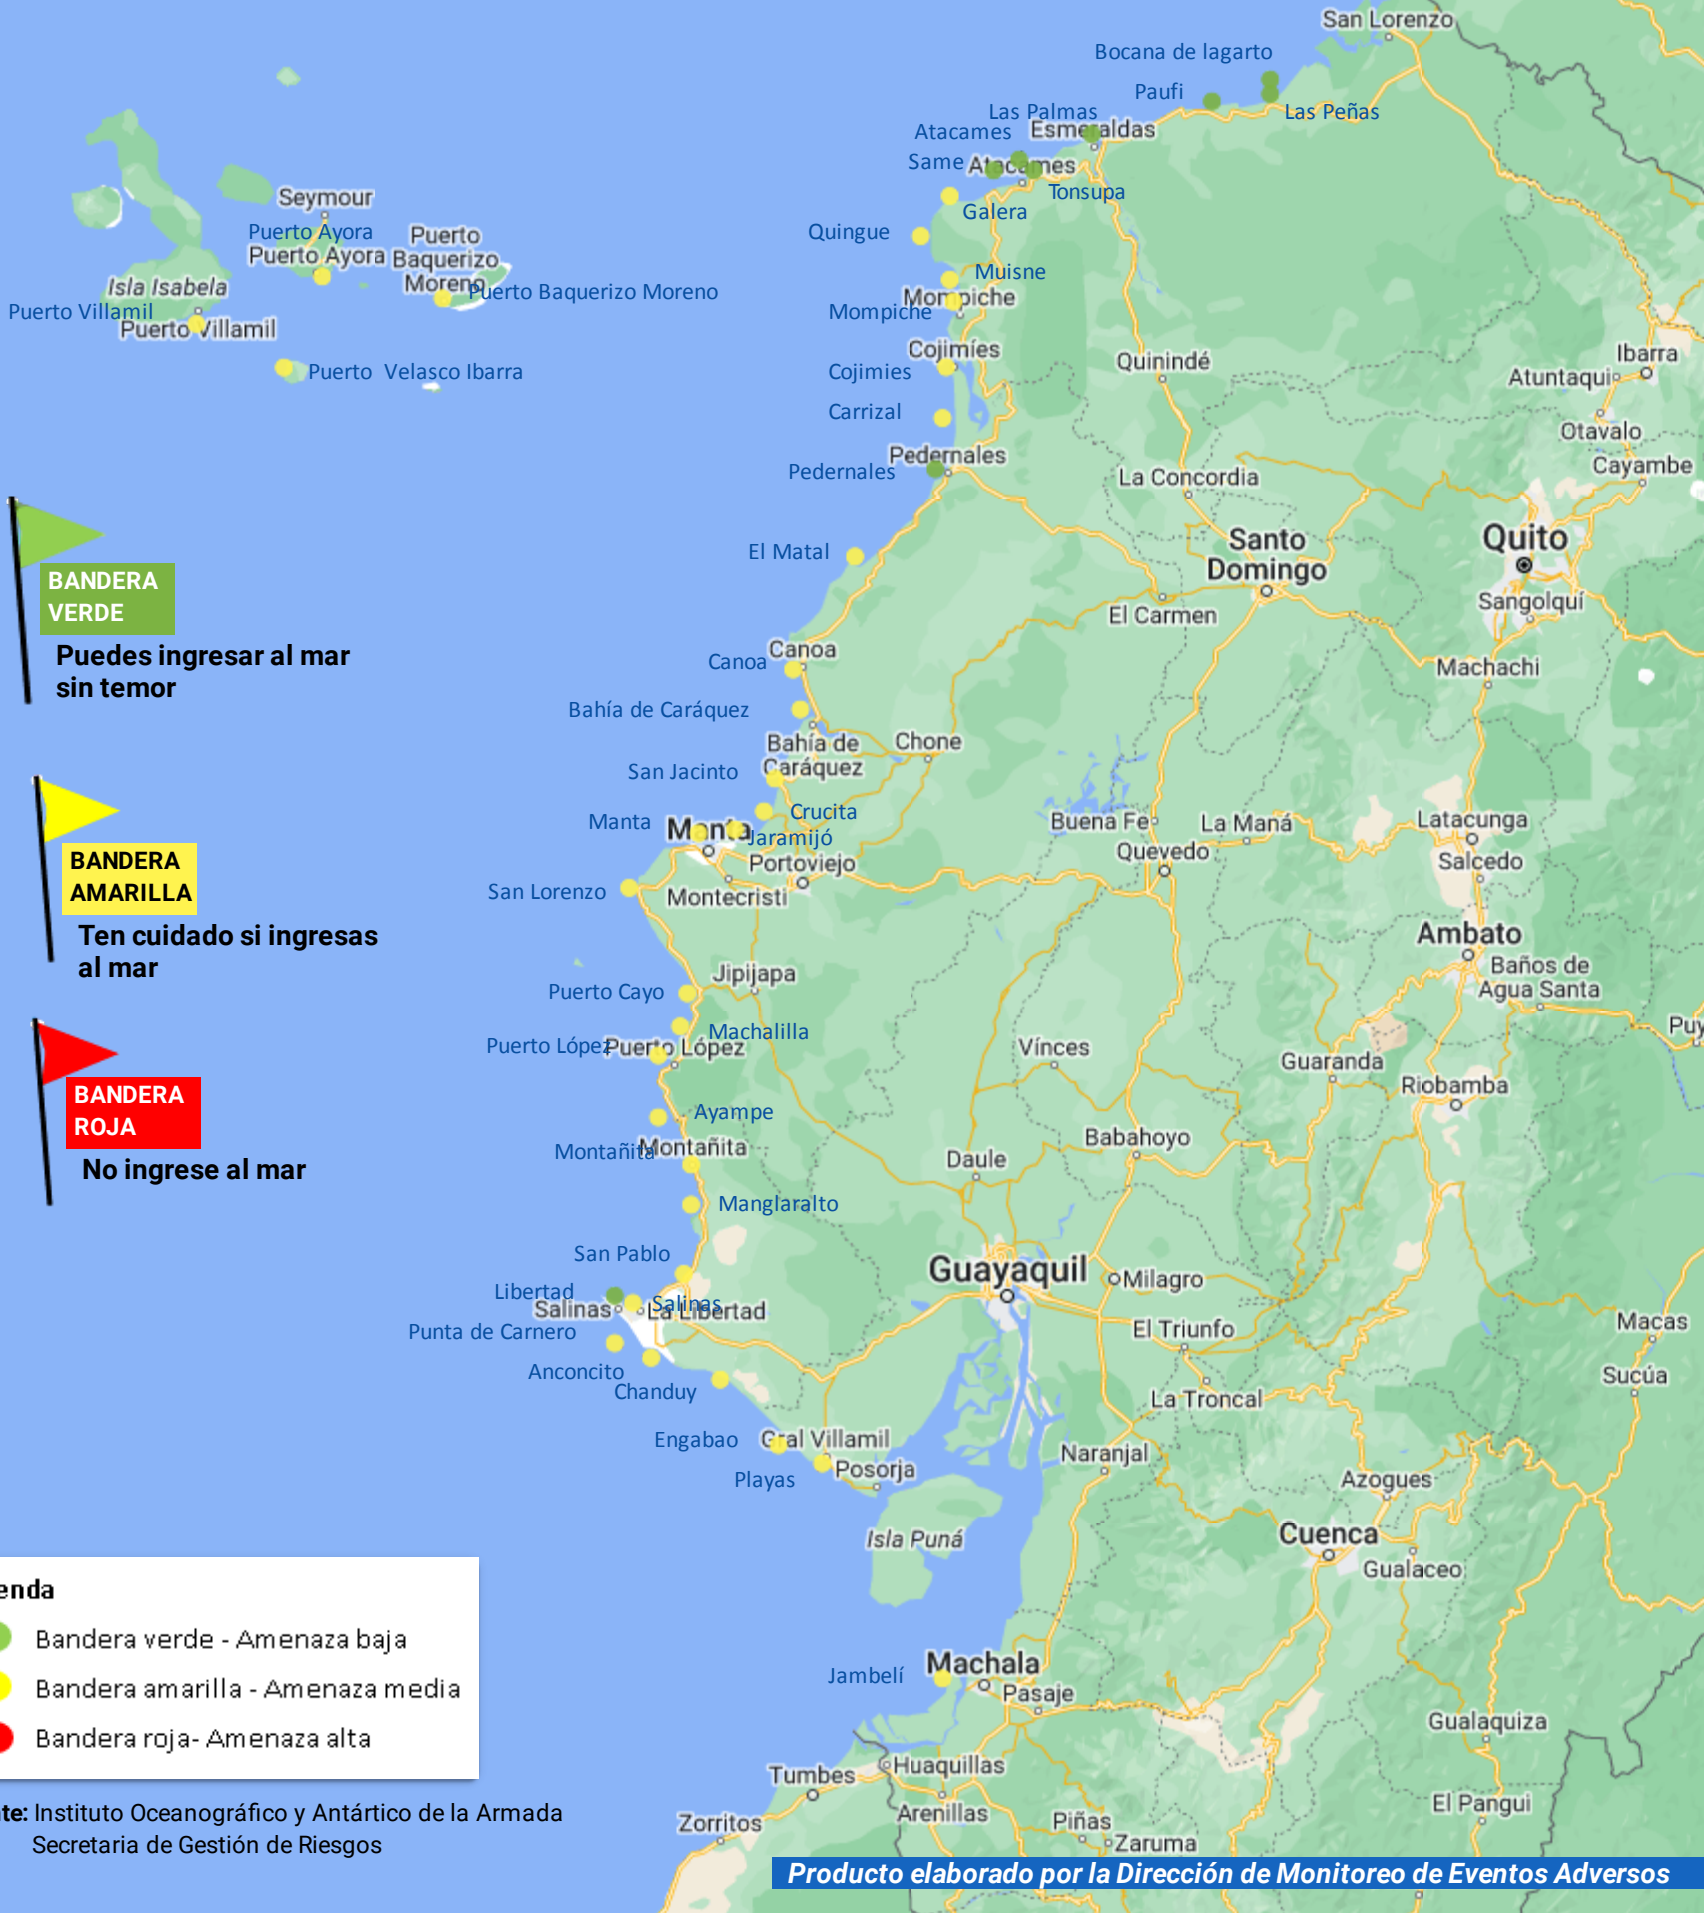 San Lorenzo
Bocana de lagarto
Paufi
Las Palmas
Las Peñas
Atacames
Esmeraldas
Same
Atacames
Tonsupa
Galera
Quingue
Muisne
Mompiche
Mompiche
Cojimíes
Cojimies
Carrizal
Pedernales
Pedernales
El Matal
Canoa
Canoa
Bahía de Caráquez
Bahía de
Caráquez
Chone
San Jacinto
Crucita
Manta
Manta
Jaramijó
Portoviejo
San Lorenzo
Montecristi
Jipijapa
Puerto Cayo
Machalilla
Puerto López
Puerto López
Ayampe
Montañita
Montañita
Manglaralto
San Pablo
Libertad
Salinas
Salinas
La Libertad
Punta de Carnero
Anconcito
Chanduy
Engabao
Gral Villamil
Playas
Posorja
Isla Puná
Jambelí
Machala
Pasaje
Huaquillas
Tumbes
Arenillas
Zorritos
Piñas
Zaruma
Seymour
Puerto Ayora
Puerto Ayora
Puerto
Baquerizo
Moreno
Puerto Baquerizo Moreno
Isla Isabela
Puerto Villamil
Puerto Villamil
Puerto Velasco Ibarra
Quinindé
Ibarra
Atuntaqui
Otavalo
Cayambe
La Concordia
Santo
Domingo
Quito
Sangolquí
El Carmen
Machachi
Buena Fe
La Maná
Latacunga
Quevedo
Salcedo
Ambato
Baños de
Agua Santa
Puy
Vínces
Guaranda
Riobamba
Babahoyo
Daule
Guayaquil
Milagro
El Triunfo
Macas
Sucúa
La Troncal
Naranjal
Azogues
Cuenca
Gualaceo
Gualaquiza
El Pangui
BANDERA
VERDE
Puedes ingresar al mar
sin temor
BANDERA
AMARILLA
Ten cuidado si ingresas
al mar
BANDERA
ROJA
No ingrese al mar
enda
Bandera verde - Amenaza baja
Bandera amarilla - Amenaza media
Bandera roja- Amenaza alta
te: Instituto Oceanográfico y Antártico de la Armada
Secretaria de Gestión de Riesgos
Producto elaborado por la Dirección de Monitoreo de Eventos Adversos